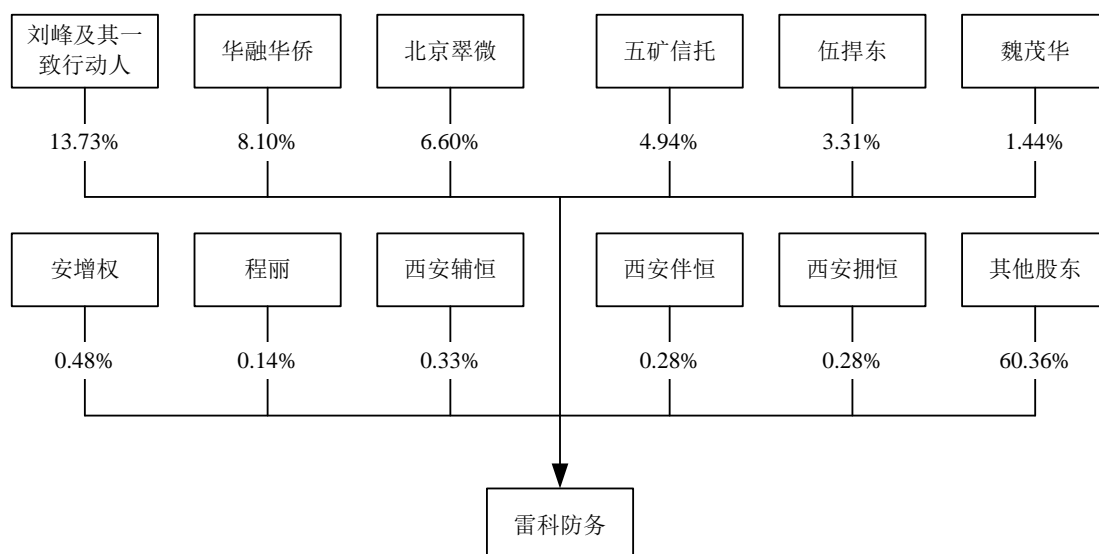 刘峰及其一
致行动人
华融华侨
北京翠微
五矿信托
伍捍东
魏茂华
13.73%
8.10%
6.60%
4.94%
3.31%
1.44%
安增权
程丽
西安辅恒
西安伴恒
西安拥恒
其他股东
0.48%
0.14%
0.33%
0.28%
0.28%
60.36%
雷科防务